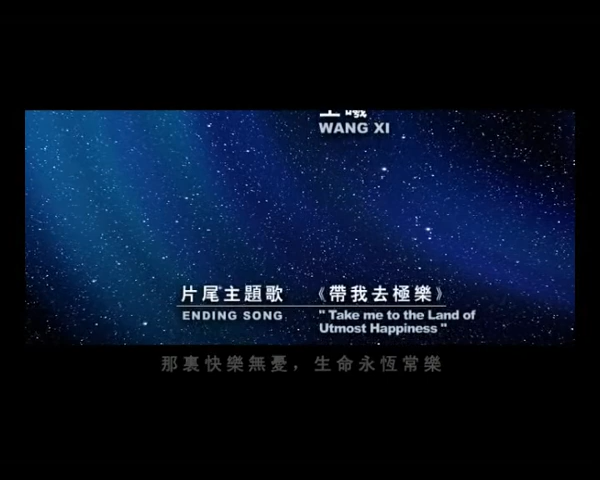 WANG XI
片尾主題歌 《帶我去極樂》
ENDING SONG " Take me to the Land of
Utmost Happiness "
那裏快樂無憂，生命永恆常樂